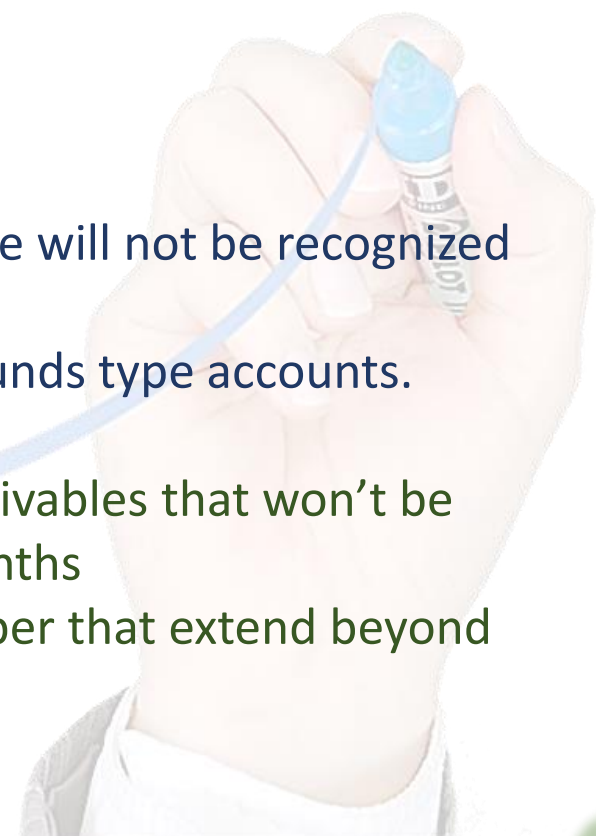 e will not be recognized
unds type accounts.
ivables that won’t be
nths
per that extend beyond